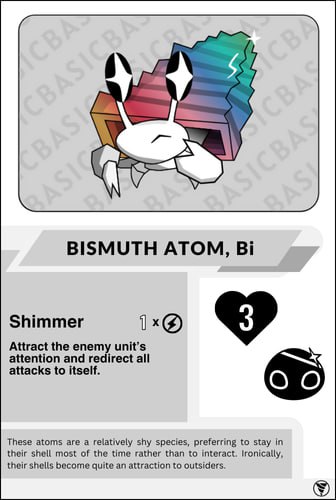 BASICBASICBASIC
BISMUTH ATOM, Bi
Shimmer 1 x
Attract the enemy unit's
attention and redirect all
attacks to itself.
3
These atoms are a relatively shy species, preferring to stay in
their shell most of the time rather than to interact. Ironically,
their shells become quite an attraction to outsiders.